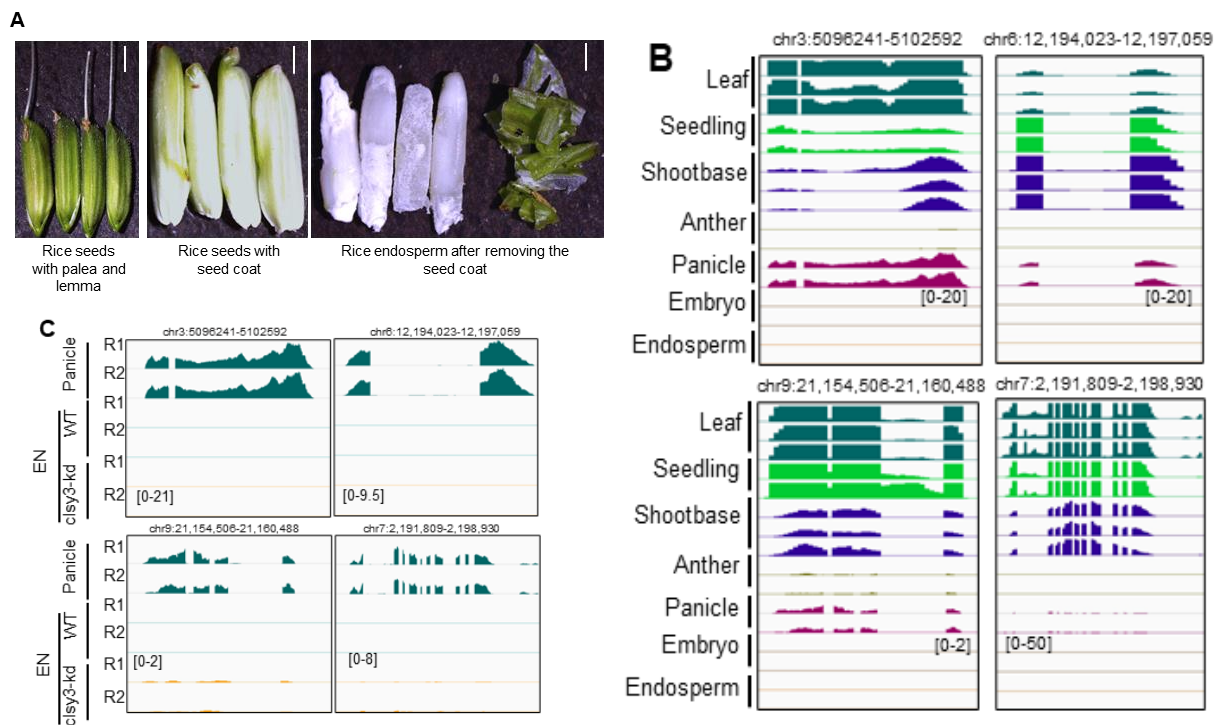 A
Rice seeds
with palea and
lemma
Rice seeds with
seed coat
Rice endosperm after removing the
seed coat
B
chr3:5096241-5102592
chr6:12,194,023-12,197,059
Leaf
Seedling
Shootbase
Anther
Panicle
Embryo
Endosperm
[0-20]
[0-20]
chr9:21,154,506-21,160,488
chr7:2,191,809-2,198,930
Leaf
Seedling
Shootbase
Anther
Panicle
Embryo
Endosperm
[0-2]
[0-50]
C
chr3:5096241-5102592
chr6:12,194,023-12,197,059
Panicle
R1
R2
EN
WT
R1
R2
clsy3-kd
R1
R2
[0-21]
[0-9.5]
chr9:21,154,506-21,160,488
chr7:2,191,809-2,198,930
Panicle
R1
R2
EN
WT
R1
R2
clsy3-kd
R1
R2
[0-2]
[0-8]